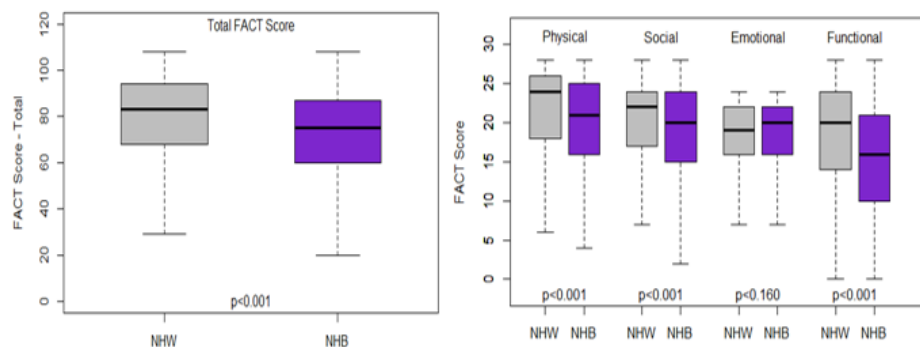 Total FACT Score
FACT Score - Total
120
100
80
60
40
20
0
p<0.001
NHW NHB
Physical Social Emotional Functional
FACT Score
30
25
20
15
10
5
0
p<0.001 p<0.001 p<0.160 p<0.001
NHW NHB NHW NHB NHW NHB NHW NHB